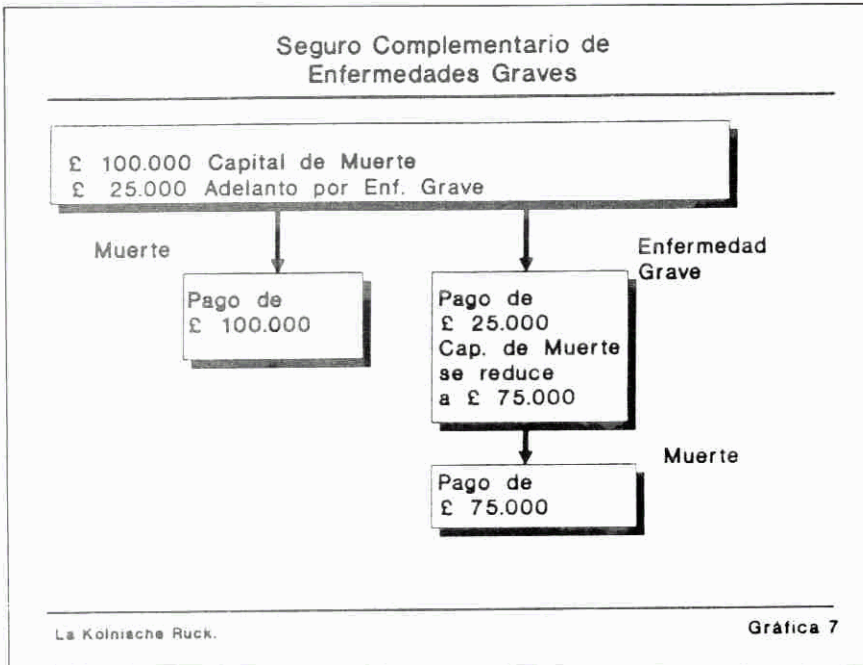 Seguro Complementario de
Enfermedades Graves
£ 100.000 Capital de Muerte
£ 25.000 Adelanto por Enf. Grave
Muerte
Enfermedad
Grave
Pago de
£ 100.000
Pago de
£ 25.000
Cap. de Muerte
se reduce
a £ 75.000
Muerte
Pago de
£ 75.000
La Kolnische Ruck.
Gráfica 7